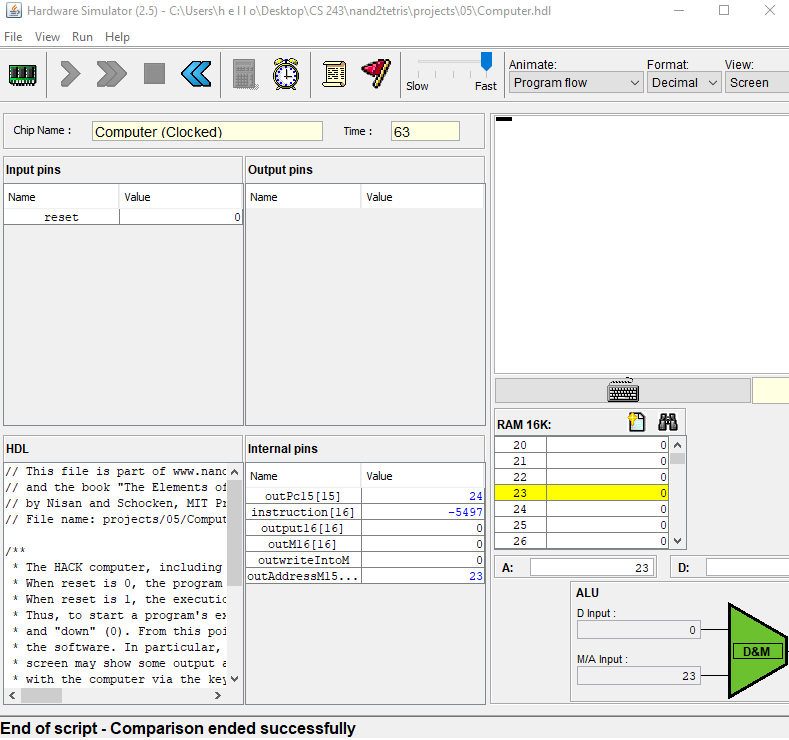 Hardware Simulator (2.5) - C:\Users\h e l l o\Desktop\CS 243\nand2tetris\projects\05\Computer.hdl
File View Run Help
Slow Fast
Animate: Format: View:
Program flow Decimal Screen
Chip Name : Computer (Clocked) Time : 63
Input pins
Name Value
reset 0
Output pins
Name Value
HDL
// This file is part of www.nand
// and the book "The Elements of
// by Nisan and Schocken, MIT Pr
// File name: projects/05/Comput
/**
* The HACK computer, including
* When reset is 0, the program
* When reset is 1, the executio
* Thus, to start a program's ex
* and "down" (0). From this poi
* the software. In particular,
* screen may show some output a
* with the computer via the key
Internal pins
Name Value
outPc15[15] 24
instruction[16] -5497
output16[16] 0
outM16[16] 0
outwriteIntoM 0
outAddressM15... 23
RAM 16K:
20 0
21 0
22 0
23 0
24 0
25 0
26 0
A: 23 D:
ALU
D Input :
0
M/A Input :
23
D&M
End of script - Comparison ended successfully